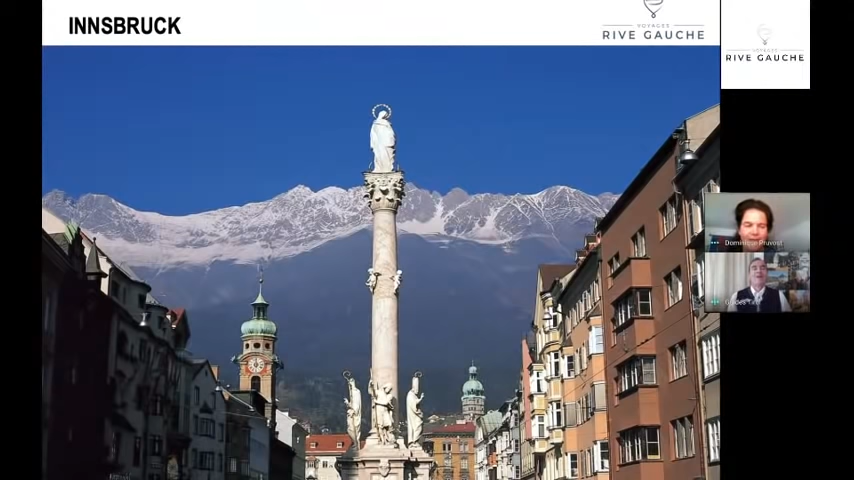 INNSBRUCK
VOYAGES
RIVE GAUCHE
VOYAGES
RIVE GAUCHE
Dominique Pruvost